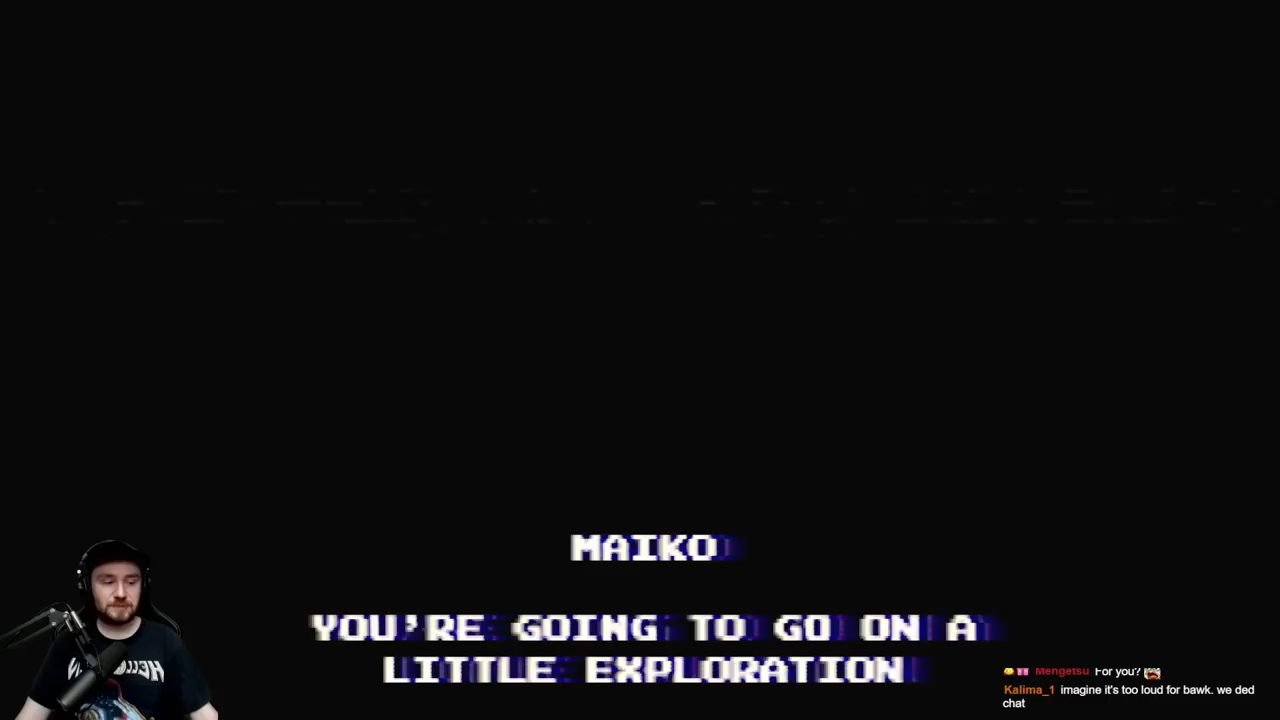 MAIKO
YOU'RE GOING TO GO ON A
LITTLE EXPLORATION
Mengetsu For you?
Kalima_1 imagine it's too loud for bawk. we ded
chat